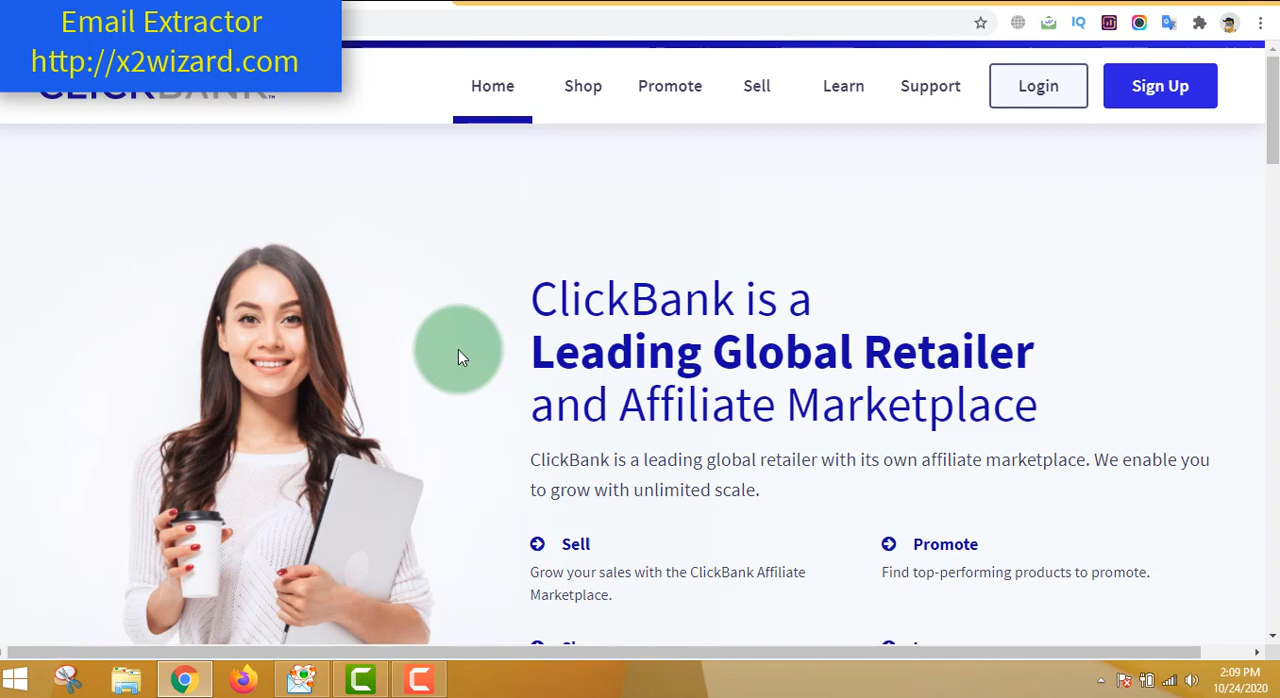 Email Extractor
http://x2wizard.com
CLICKBANK™
Home
Shop
Promote
Sell
Learn
Support
Login
Sign Up
ClickBank is a
Leading Global Retailer
and Affiliate Marketplace
ClickBank is a leading global retailer with its own affiliate marketplace. We enable you
to grow with unlimited scale.
Sell
Promote
Grow your sales with the ClickBank Affiliate
Marketplace.
Find top-performing products to promote.
2:09 PM
10/24/2020